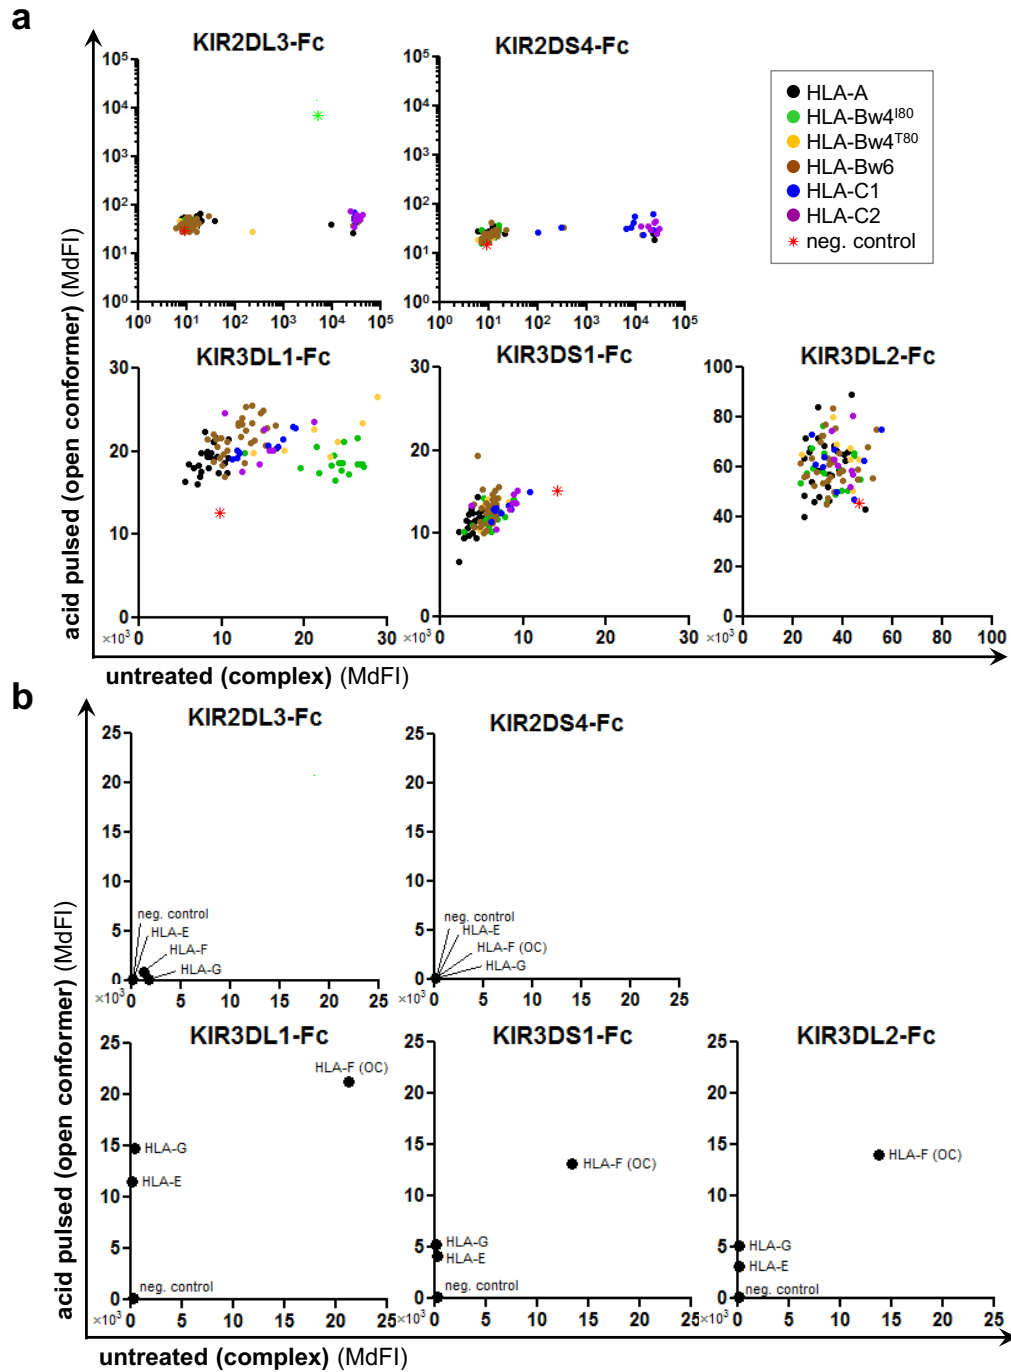 a
KIR2DL3-Fc
KIR2DS4-Fc
10⁵
10⁴
10³
10²
10¹
10⁰
10⁰ 10¹ 10² 10³ 10⁴ 10⁵
10⁵
10⁴
10³
10²
10¹
10⁰
10⁰ 10¹ 10² 10³ 10⁴ 10⁵
HLA-A
HLA-Bw4ᴵ⁸⁰
HLA-Bw4ᵀ⁸⁰
HLA-Bw6
HLA-C1
HLA-C2
neg. control
KIR3DL1-Fc
KIR3DS1-Fc
KIR3DL2-Fc
30
20
10
0
×10³ 0 10 20 30
30
20
10
0
×10³ 0 10 20 30
100
80
60
40
20
0
×10³ 0 20 40 60 80 100
acid pulsed (open conformer) (MdFI)
untreated (complex) (MdFI)
b
KIR2DL3-Fc
KIR2DS4-Fc
25
20
15
10
5
0
×10³ 0 5 10 15 20 25
neg. control
HLA-E
HLA-F
HLA-G
25
20
15
10
5
0
×10³ 0 5 10 15 20 25
neg. control
HLA-E
HLA-F (OC)
HLA-G
KIR3DL1-Fc
KIR3DS1-Fc
KIR3DL2-Fc
25
20
15
10
5
0
×10³ 0 5 10 15 20 25
HLA-F (OC)
HLA-G
HLA-E
neg. control
25
20
15
10
5
0
×10³ 0 5 10 15 20 25
HLA-F (OC)
HLA-G
HLA-E
neg. control
25
20
15
10
5
0
×10³ 0 5 10 15 20 25
HLA-F (OC)
HLA-G
HLA-E
neg. control
acid pulsed (open conformer) (MdFI)
untreated (complex) (MdFI)